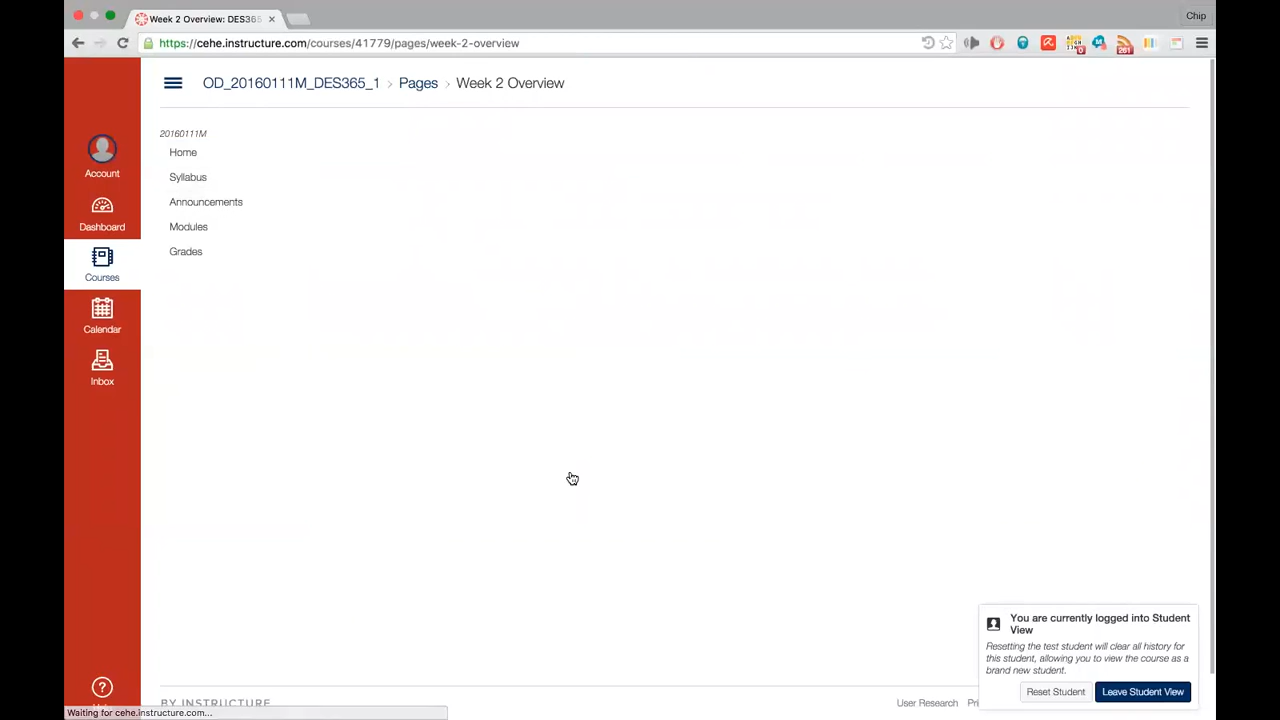 Week 2 Overview: DES365
Chip
https://cehe.instructure.com/courses/41779/pages/week-2-overview
0
261
OD_20160111M_DES365_1 > Pages > Week 2 Overview
20160111M
Home
Syllabus
Announcements
Modules
Grades
Account
Dashboard
Courses
Calendar
Inbox
You are currently logged into Student
View
Resetting the test student will clear all history for
this student, allowing you to view the course as a
brand new student.
Reset Student
Leave Student View
BY INSTRUCTURE
User Research
Waiting for cehe.instructure.com...